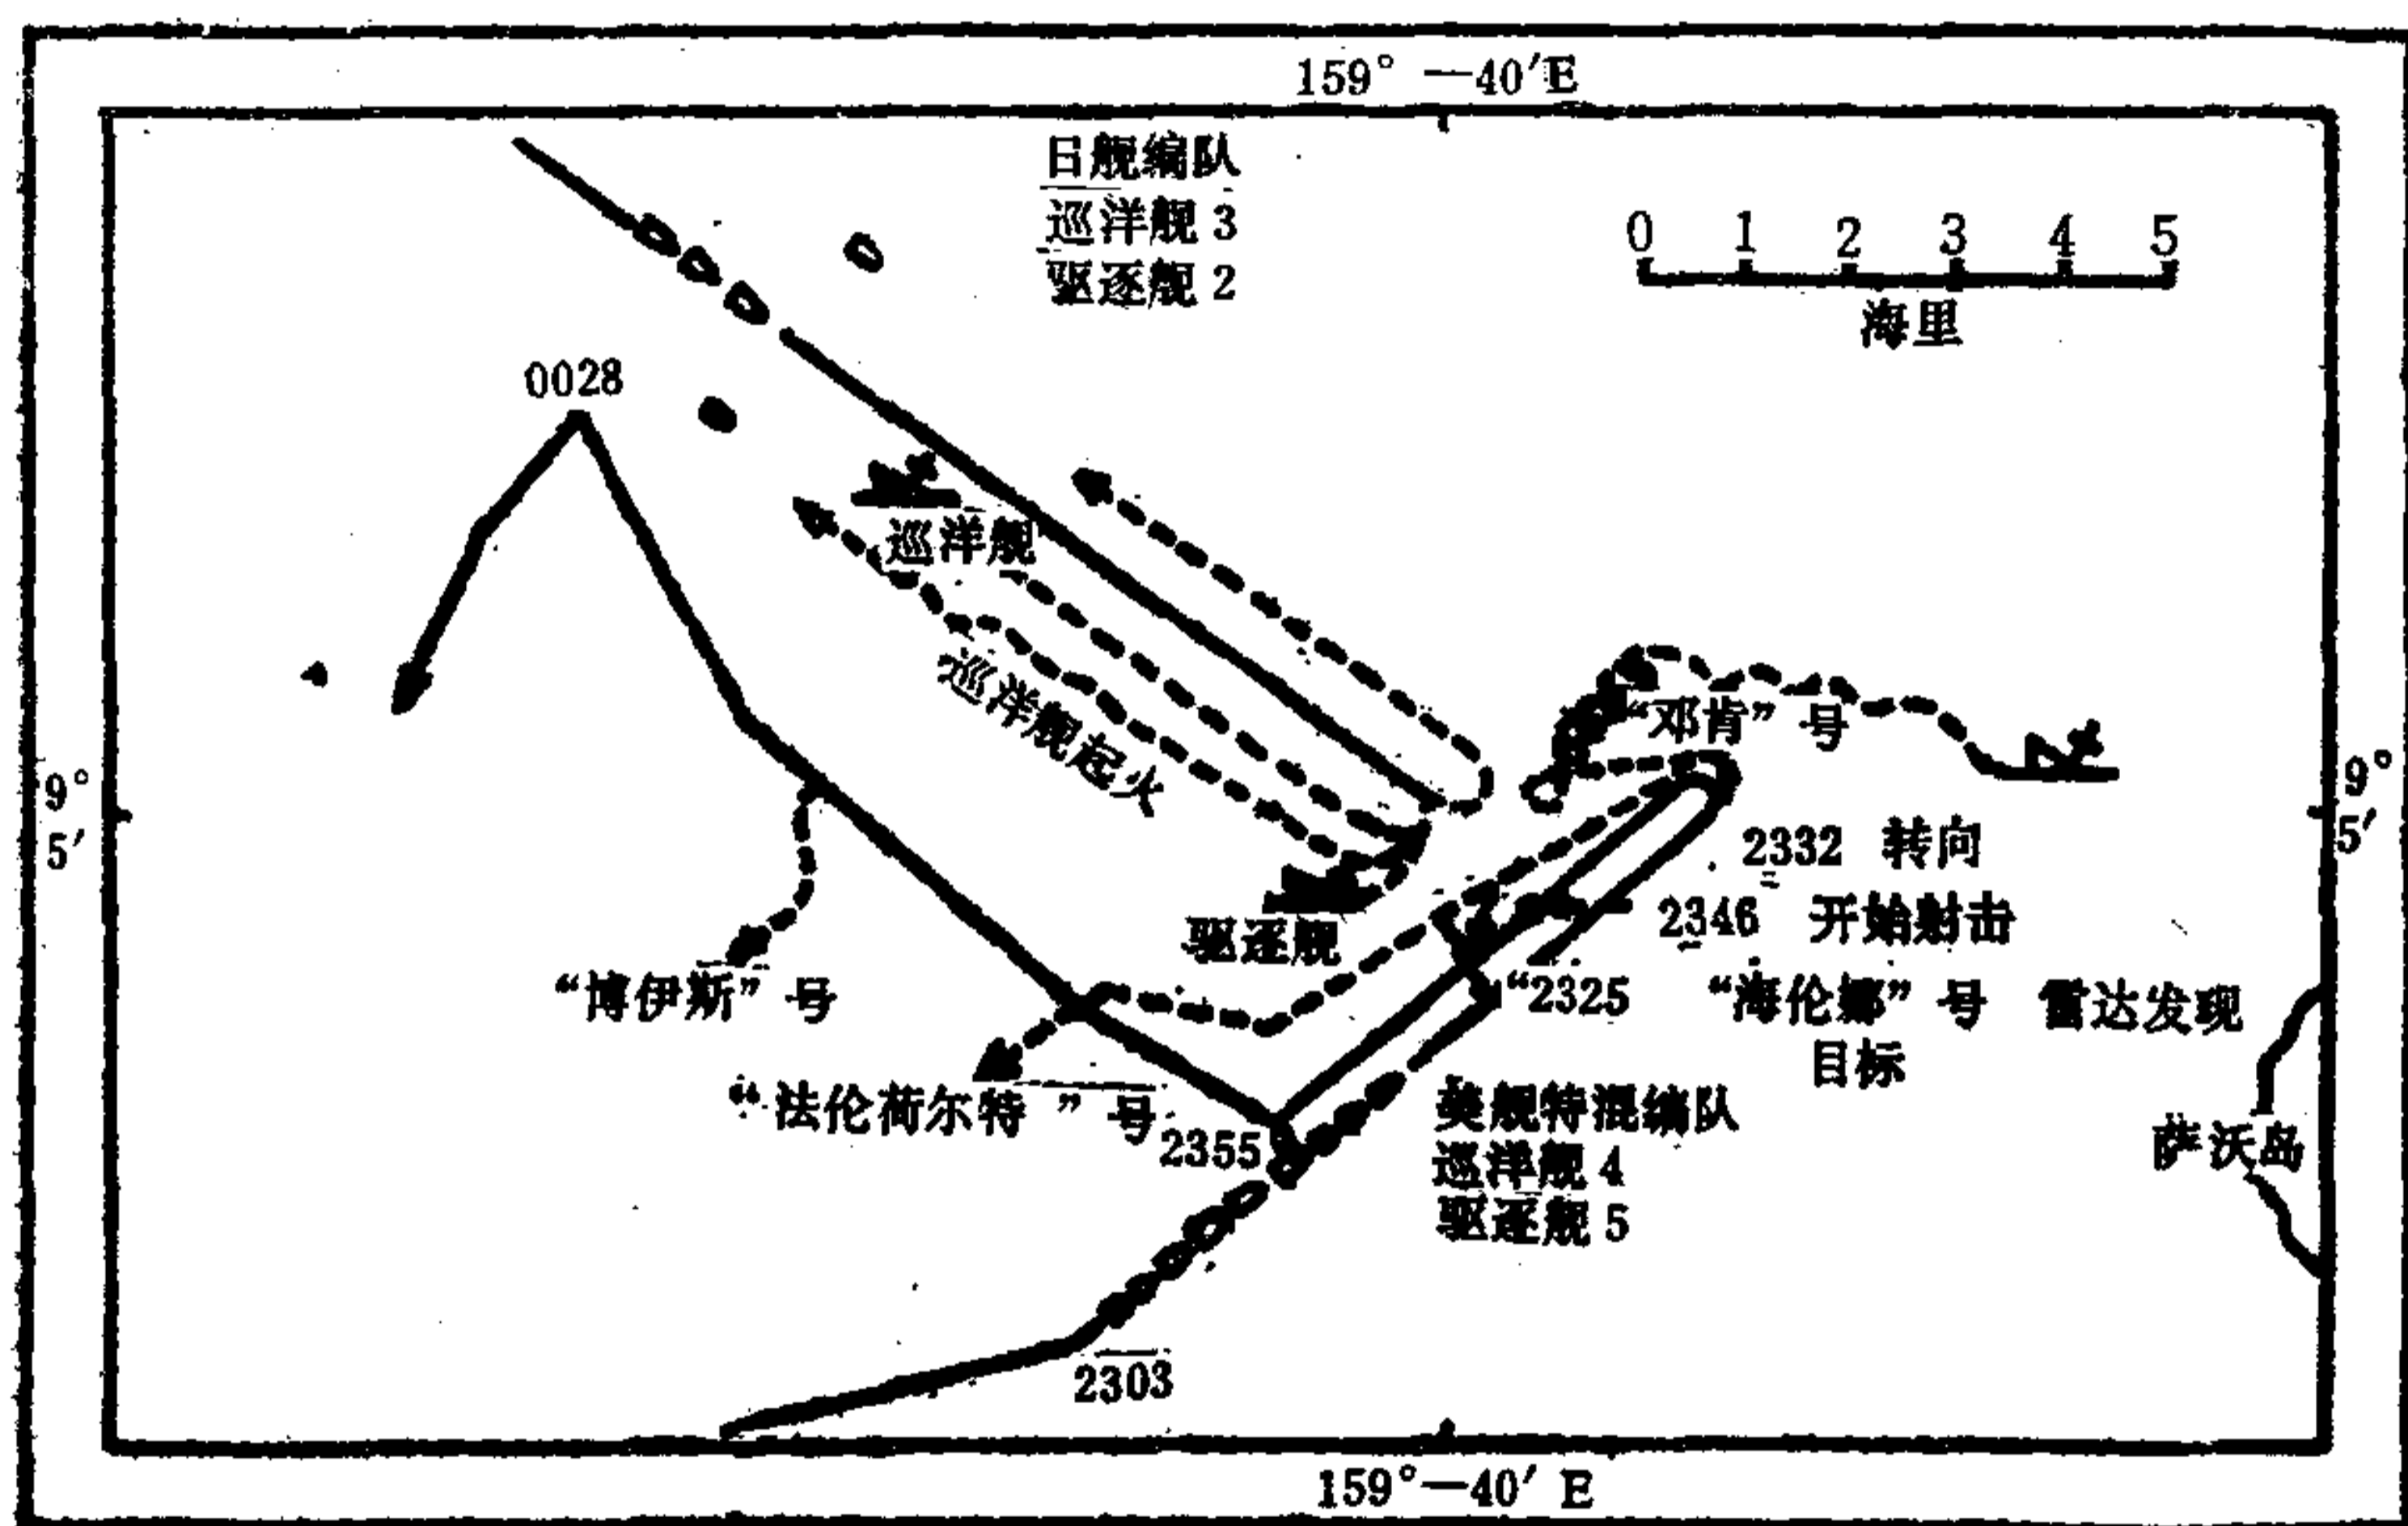 159° —40′E
日舰编队
巡洋舰 3
驱逐舰 2
0 1 2 3 4 5
海里
0028
巡洋舰
巡洋舰起火
“邓肯” 号
9°
5′
9°
5′
2332 转向
2346 开始射击
驱逐舰
“2325 “海伦娜” 号 雷达发现
目标
“博伊斯” 号
“法伦荷尔特 ” 号
2355
美舰特混编队
巡洋舰 4
驱逐舰 5
萨沃岛
2303
159°—40′ E